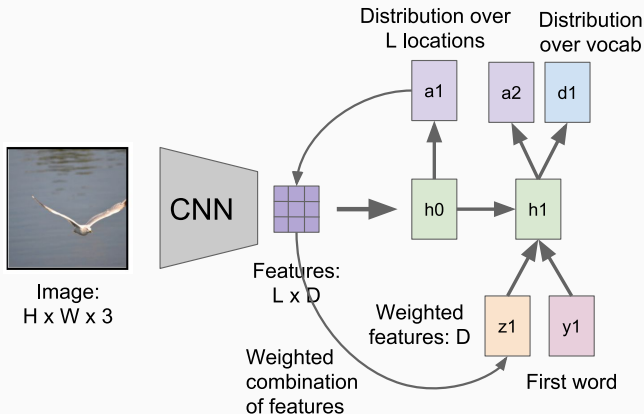 Distribution over
L locations
Distribution
over vocab
a1
a2
d1
CNN
h0
h1
Features:
L x D
Image:
H x W x 3
Weighted
features: D
z1
y1
Weighted
combination
of features
First word